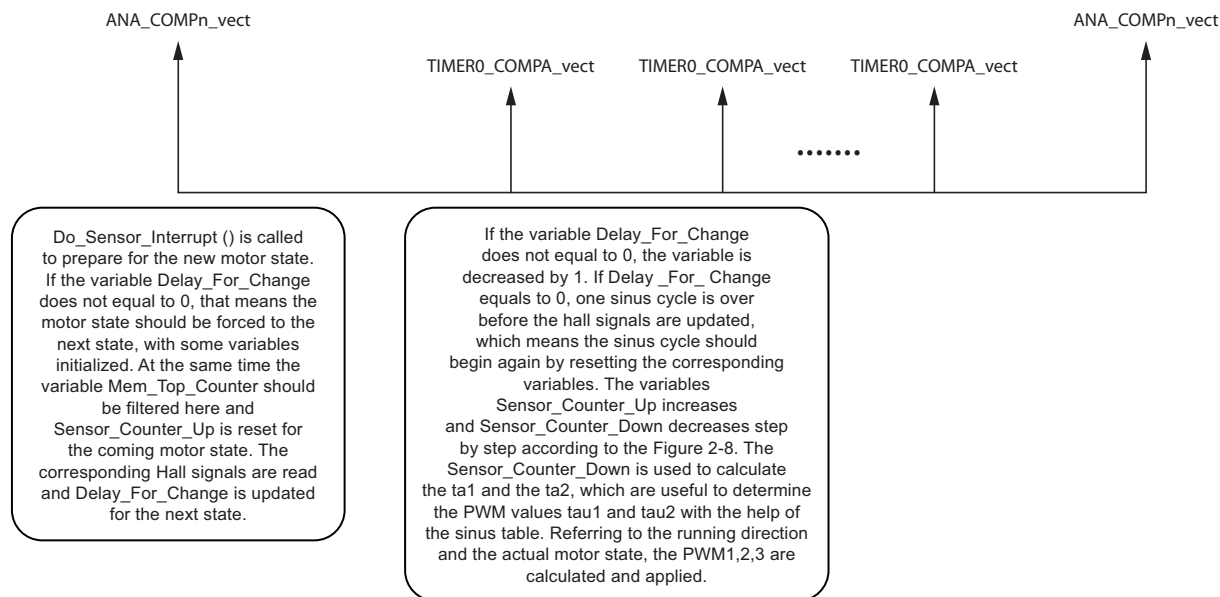 ANA_COMPn_vect
ANA_COMPn_vect
TIMER0_COMPA_vect
TIMER0_COMPA_vect
TIMER0_COMPA_vect
Do_Sensor_Interrupt () is called
to prepare for the new motor state.
If the variable Delay_For_Change
does not equal to 0, that means the
motor state should be forced to the
next state, with some variables
initialized. At the same time the
variable Mem_Top_Counter should
be filtered here and
Sensor_Counter_Up is reset for
the coming motor state. The
corresponding Hall signals are read
and Delay_For_Change is updated
for the next state.
If the variable Delay_For_Change
does not equal to 0, the variable is
decreased by 1. If Delay _For_ Change
equals to 0, one sinus cycle is over
before the hall signals are updated,
which means the sinus cycle should
begin again by resetting the corresponding
variables. The variables
Sensor_Counter_Up increases
and Sensor_Counter_Down decreases step
by step according to the Figure 2-8. The
Sensor_Counter_Down is used to calculate
the ta1 and the ta2, which are useful to determine
the PWM values tau1 and tau2 with the help of
the sinus table. Referring to the running direction
and the actual motor state, the PWM1,2,3 are
calculated and applied.